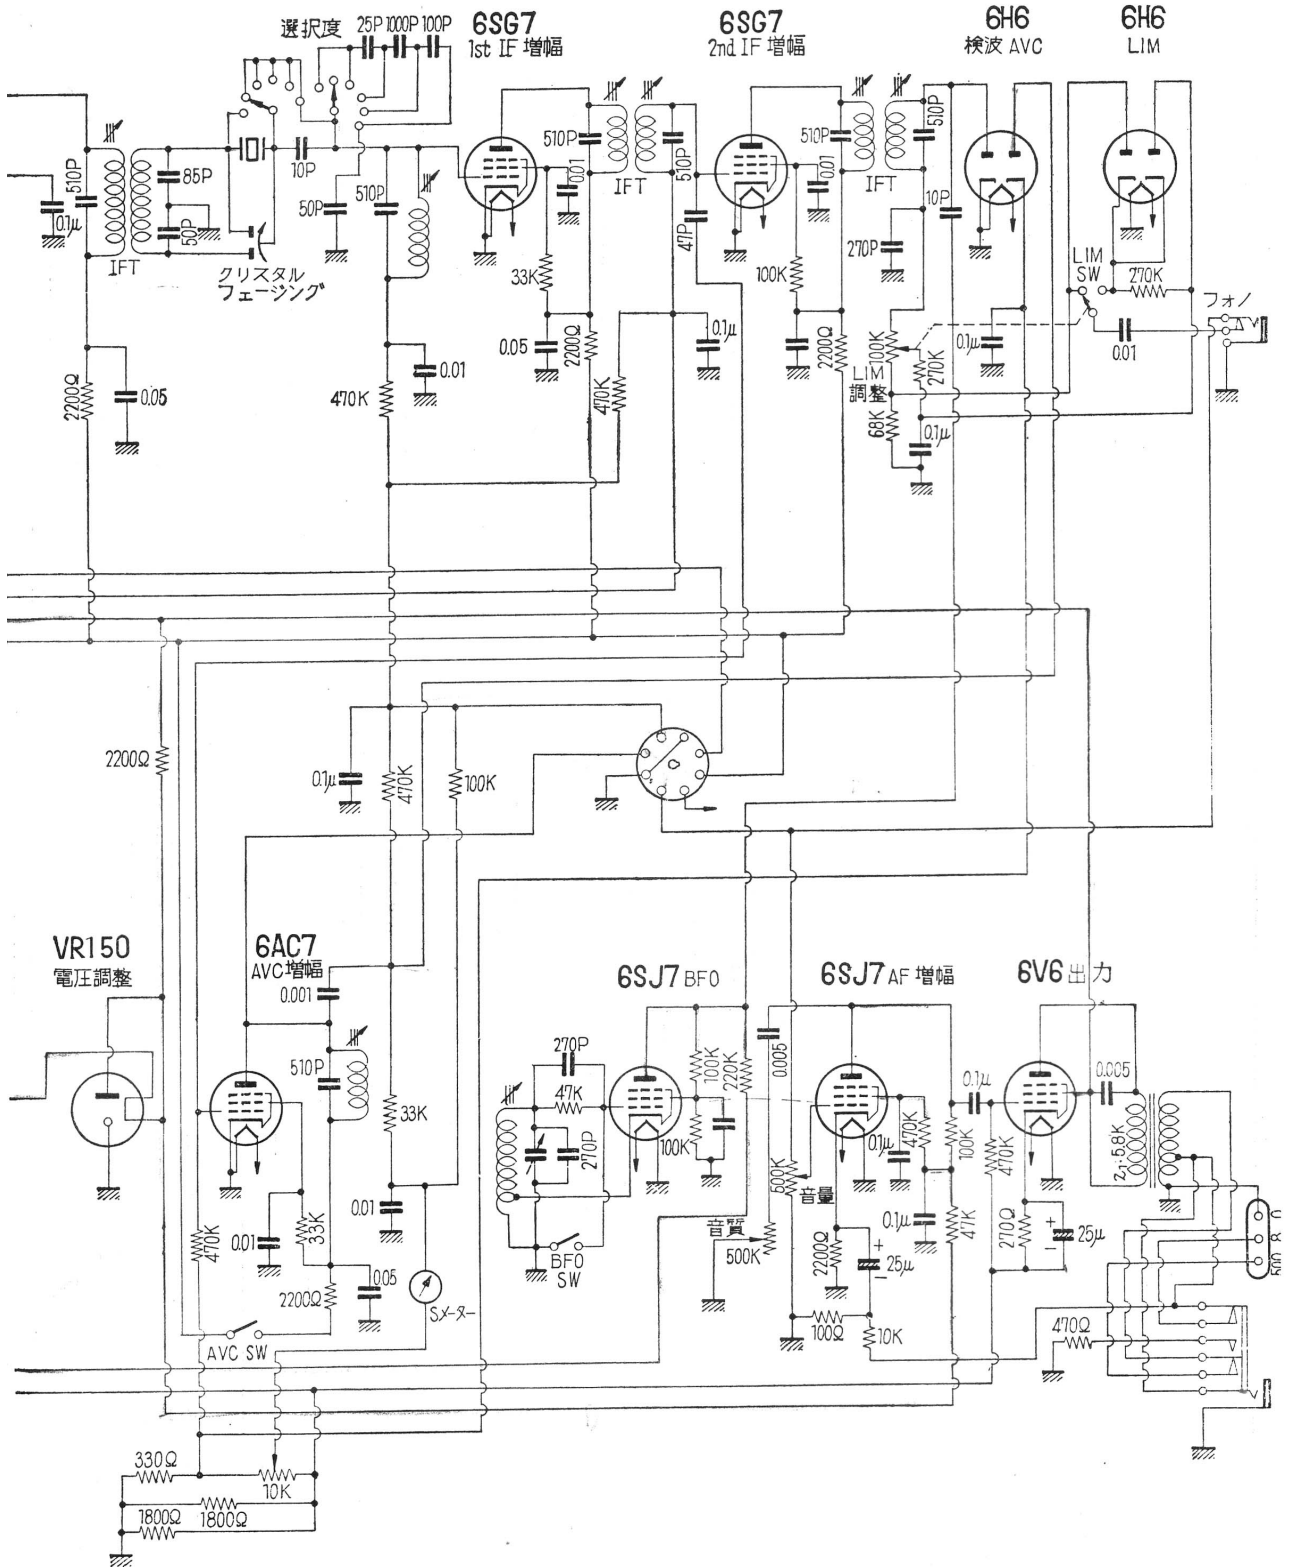 選択度
25P 1000P 100P
6SG7
1st IF 増幅
6SG7
2nd IF 増幅
6H6
検波 AVC
6H6
LIM
510P
0.1μ
IFT
85P
50P
クリスタル
フェージング
10P
50P
510P
33K
0.01
510P
IFT
510P
47P
100K
0.01
510P
IFT
510P
10P
270P
LIM
SW
270K
フォノ
0.01
2200Ω
0.05
470K
0.01
0.05
2200Ω
470K
0.1μ
2200Ω
100K
LIM
調整
270K
68K
0.1μ
0.1μ
2200Ω
0.1μ
470K
100K
VR150
電圧調整
6AC7
AVC増幅
0.001
510P
33K
0.01
470K
0.01
33K
2200Ω
0.05
Sメーター
AVC SW
6SJ7 BFO
270P
47K
270P
BFO
SW
100K
220K
100K
6SJ7 AF 増幅
0.005
500K
音量
音質
500K
0.1μ
470K
100K
0.1μ
47K
2200Ω
25μ
100Ω
10K
6V6 出力
0.1μ
470K
0.005
Z₁:5.8K
270Ω
25μ
0
8
500
470Ω
330Ω
10K
1800Ω
1800Ω